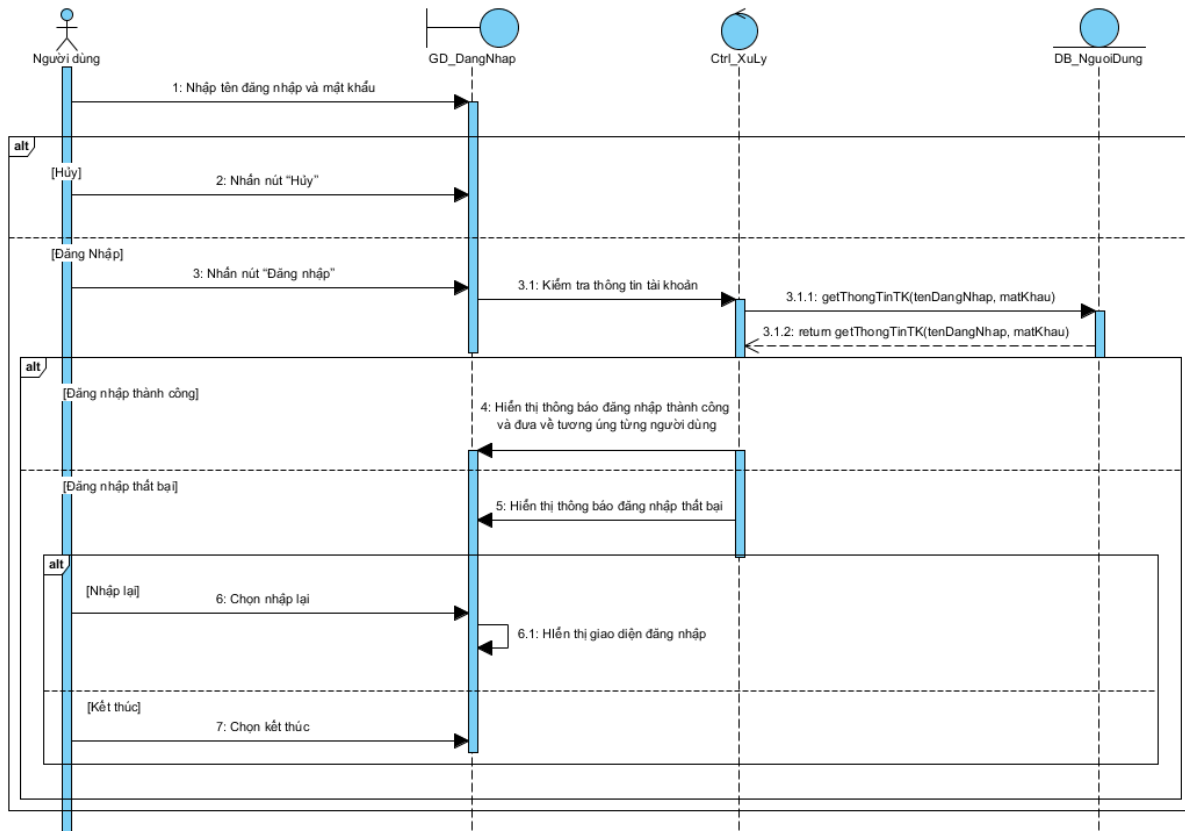 Người dùng
GD_DangNhap
Ctrl_XuLy
DB_NguoiDung
1: Nhập tên đăng nhập và mật khẩu
alt
[Hủy]
2: Nhấn nút "Hủy"
[Đăng Nhập]
3: Nhấn nút "Đăng nhập"
3.1: Kiểm tra thông tin tài khoản
3.1.1: getThongTinTK(tenDangNhap, matKhau)
3.1.2: return getThongTinTK(tenDangNhap, matKhau)
alt
[Đăng nhập thành công]
4: Hiển thị thông báo đăng nhập thành công
và đưa về tương ứng từng người dùng
[Đăng nhập thất bại]
5: Hiển thị thông báo đăng nhập thất bại
alt
[Nhập lại]
6: Chọn nhập lại
6.1: HIển thị giao diện đăng nhập
[Kết thúc]
7: Chọn kết thúc